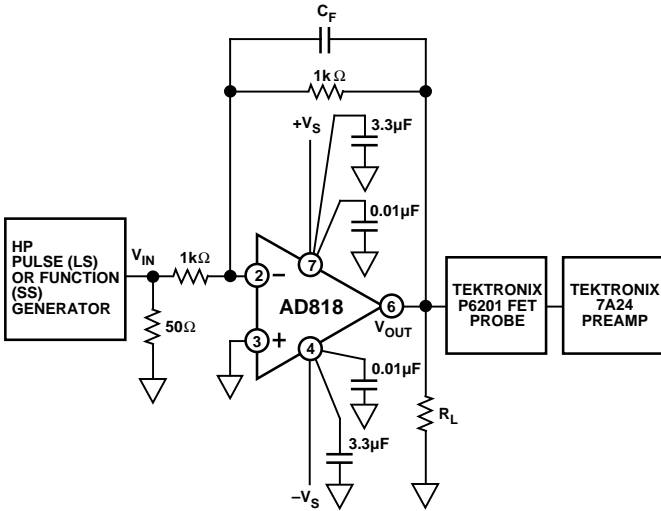 C_F
1kΩ
+V_S
3.3µF
0.01µF
HP
PULSE (LS)
OR FUNCTION
(SS)
GENERATOR
V_IN
1kΩ
50Ω
2
–
7
AD818
3
+
4
6
V_OUT
TEKTRONIX
P6201 FET
PROBE
TEKTRONIX
7A24
PREAMP
0.01µF
3.3µF
–V_S
R_L